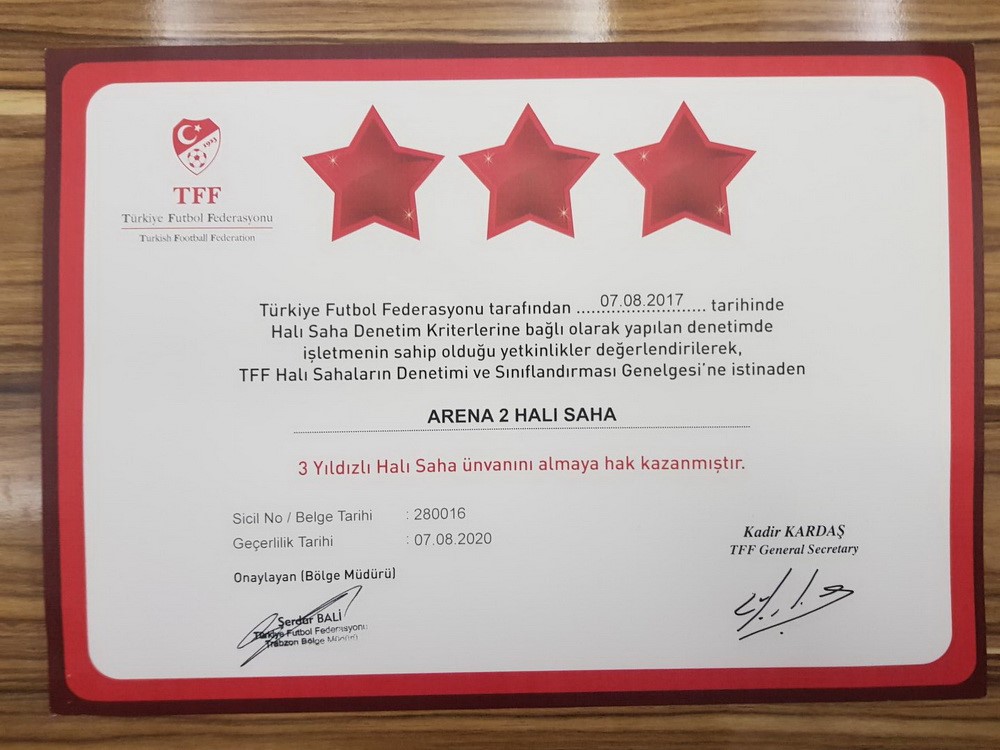 1923
TFF
Türkiye Futbol Federasyonu
Turkish Football Federation
Türkiye Futbol Federasyonu tarafından ....07.08.2017.... tarihinde
Halı Saha Denetim Kriterlerine bağlı olarak yapılan denetimde
işletmenin sahip olduğu yetkinlikler değerlendirilerek,
TFF Halı Sahaların Denetimi ve Sınıflandırması Genelgesi'ne istinaden
ARENA 2 HALI SAHA
3 Yıldızlı Halı Saha ünvanını almaya hak kazanmıştır.
Sicil No / Belge Tarihi : 280016
Geçerlilik Tarihi : 07.08.2020
Onaylayan (Bölge Müdürü)
Serdar BALİ
Türkiye Futbol Federasyonu
Trabzon Bölge Müdürü
Kadir KARDAŞ
TFF General Secretary